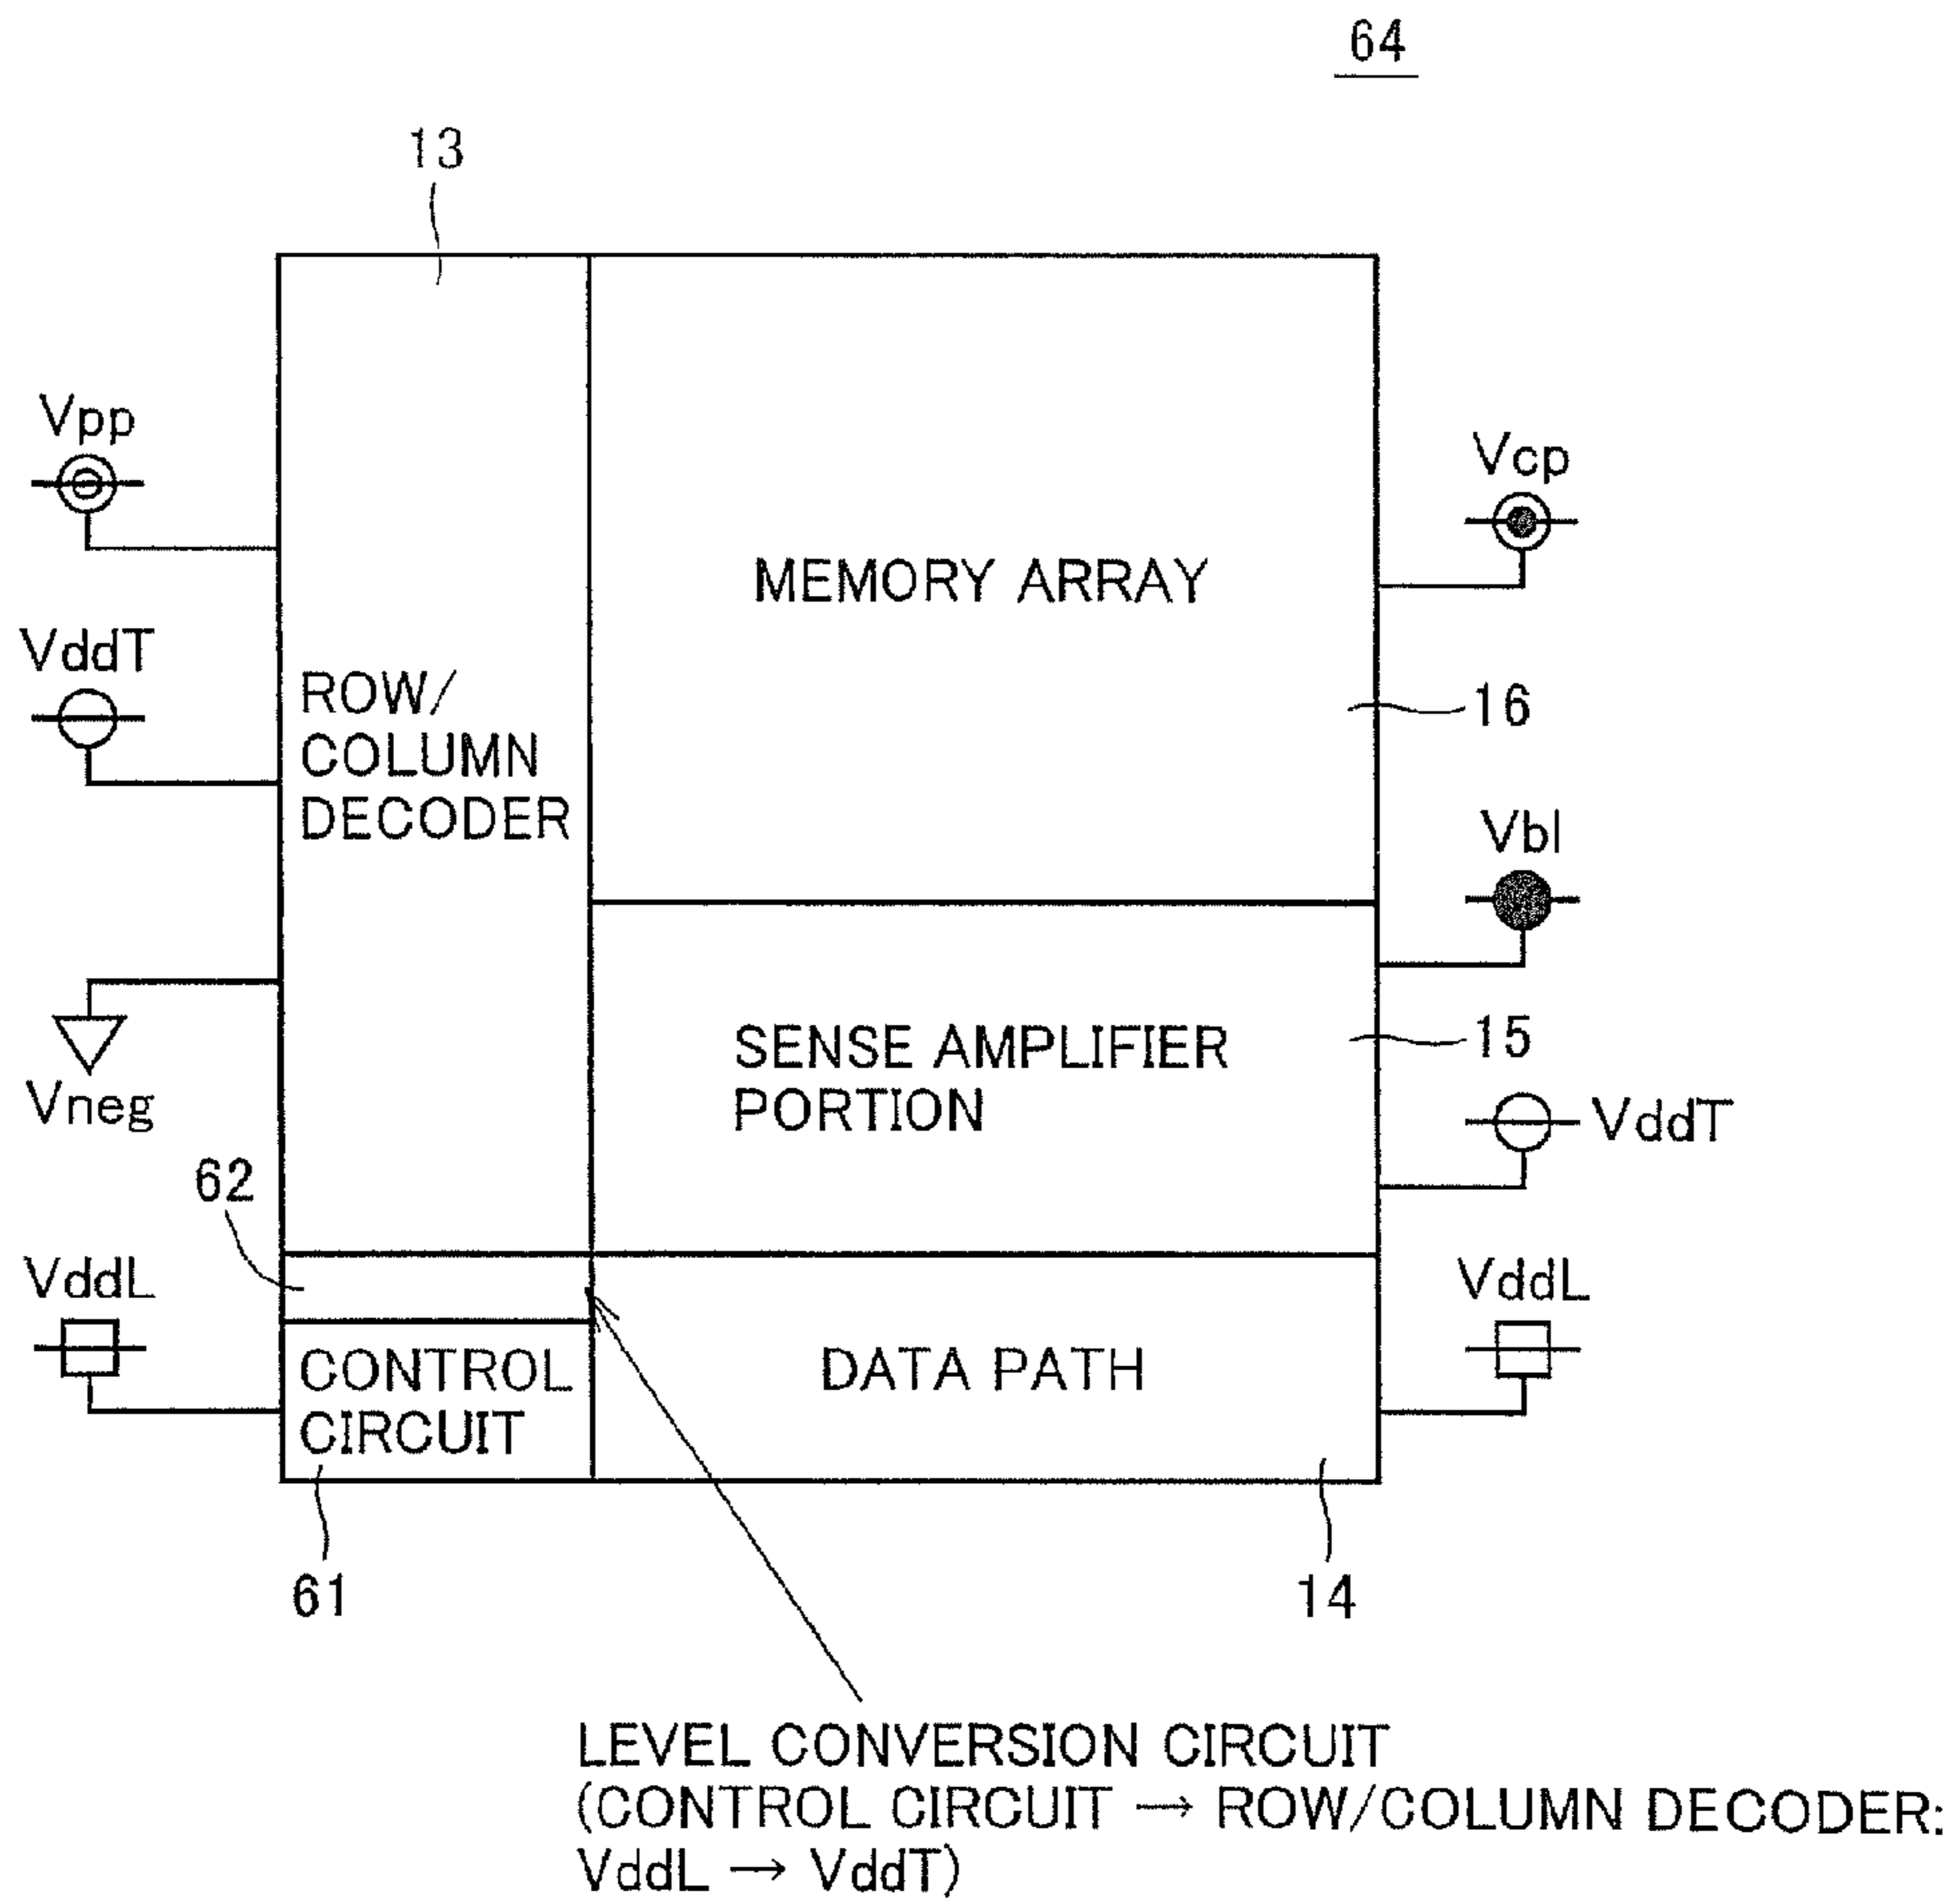 64
13
Vpp
Vcp
MEMORY ARRAY
VddT
ROW/
COLUMN
DECODER
16
Vbl
SENSE AMPLIFIER
PORTION
15
Vneg
VddT
62
VddL
VddL
CONTROL
CIRCUIT
DATA PATH
61
14
LEVEL CONVERSION CIRCUIT
(CONTROL CIRCUIT → ROW/COLUMN DECODER:
VddL → VddT)